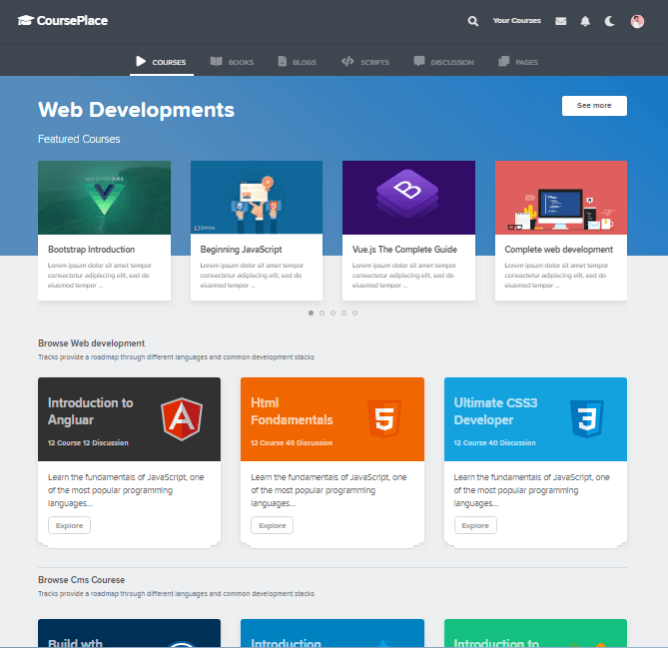 CoursePlace
Your Courses
COURSES
BOOKS
BLOGS
SCRIPTS
DISCUSSION
PAGES
Web Developments
See more
Featured Courses
Bootstrap Introduction
Lorem ipsum dolor sit amet tempor
consectetur adipiscing elit, sed do
eiusmod tempor ...
Beginning JavaScript
Lorem ipsum dolor sit amet tempor
consectetur adipiscing elit, sed do
eiusmod tempor ...
Vue.js The Complete Guide
Lorem ipsum dolor sit amet tempor
consectetur adipiscing elit, sed do
eiusmod tempor ...
Complete web development
Lorem ipsum dolor sit amet tempor
consectetur adipiscing elit, sed do
eiusmod tempor ...
Browse Web development
Tracks provide a roadmap through different languages and common development stacks
Introduction to
Angluar
12 Course 12 Discussion
Learn the fundamentals of JavaScript, one
of the most popular programming
languages...
Explore
Html
Fondamentals
12 Course 40 Discussion
Learn the fundamentals of JavaScript, one
of the most popular programming
languages...
Explore
Ultimate CSS3
Developer
12 Course 40 Discussion
Learn the fundamentals of JavaScript, one
of the most popular programming
languages...
Explore
Browse Cms Courese
Tracks provide a roadmap through different languages and common development stacks
Build wth
Introduction
Introduction to